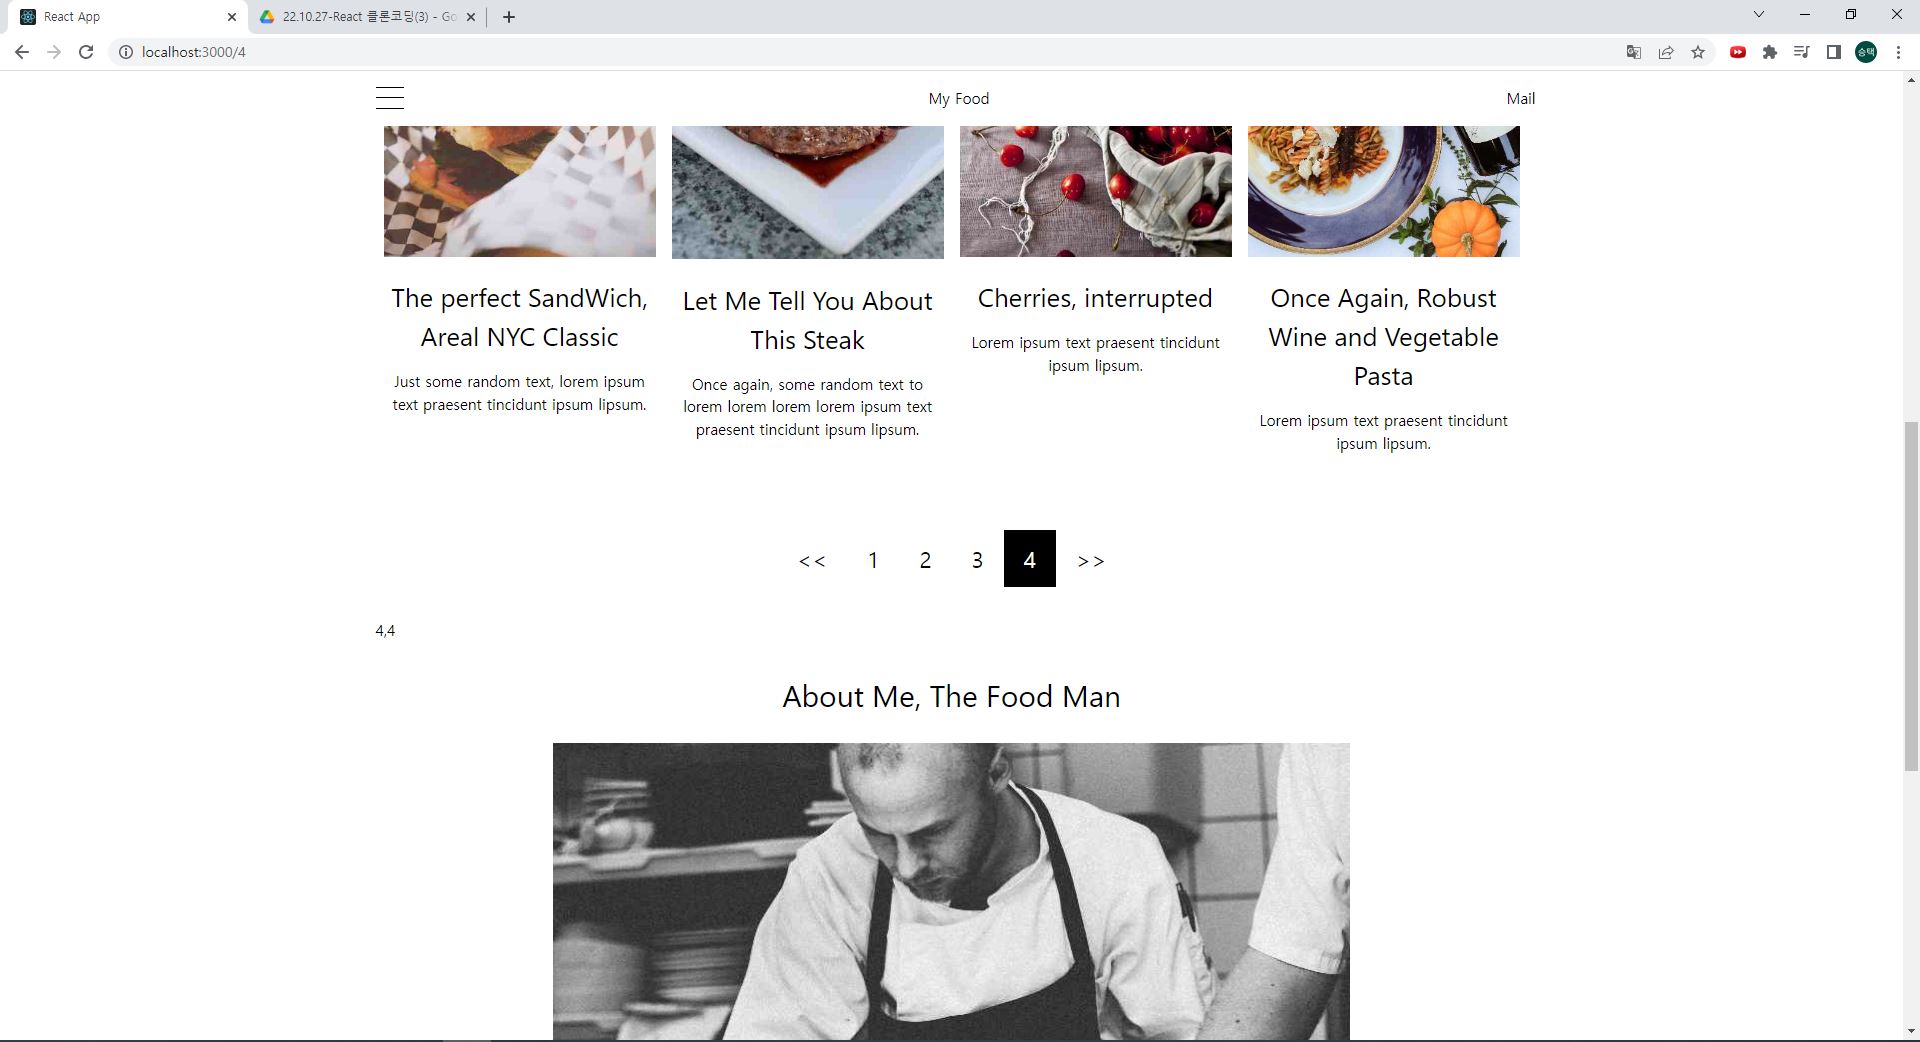 React App
22.10.27-React 클론코딩(3) - Go
localhost:3000/4
승택
My Food
Mail
The perfect SandWich,
Areal NYC Classic
Just some random text, lorem ipsum
text praesent tincidunt ipsum lipsum.
Let Me Tell You About
This Steak
Once again, some random text to
lorem lorem lorem lorem ipsum text
praesent tincidunt ipsum lipsum.
Cherries, interrupted
Lorem ipsum text praesent tincidunt
ipsum lipsum.
Once Again, Robust
Wine and Vegetable
Pasta
Lorem ipsum text praesent tincidunt
ipsum lipsum.
<< 1 2 3 4 >>
4,4
About Me, The Food Man